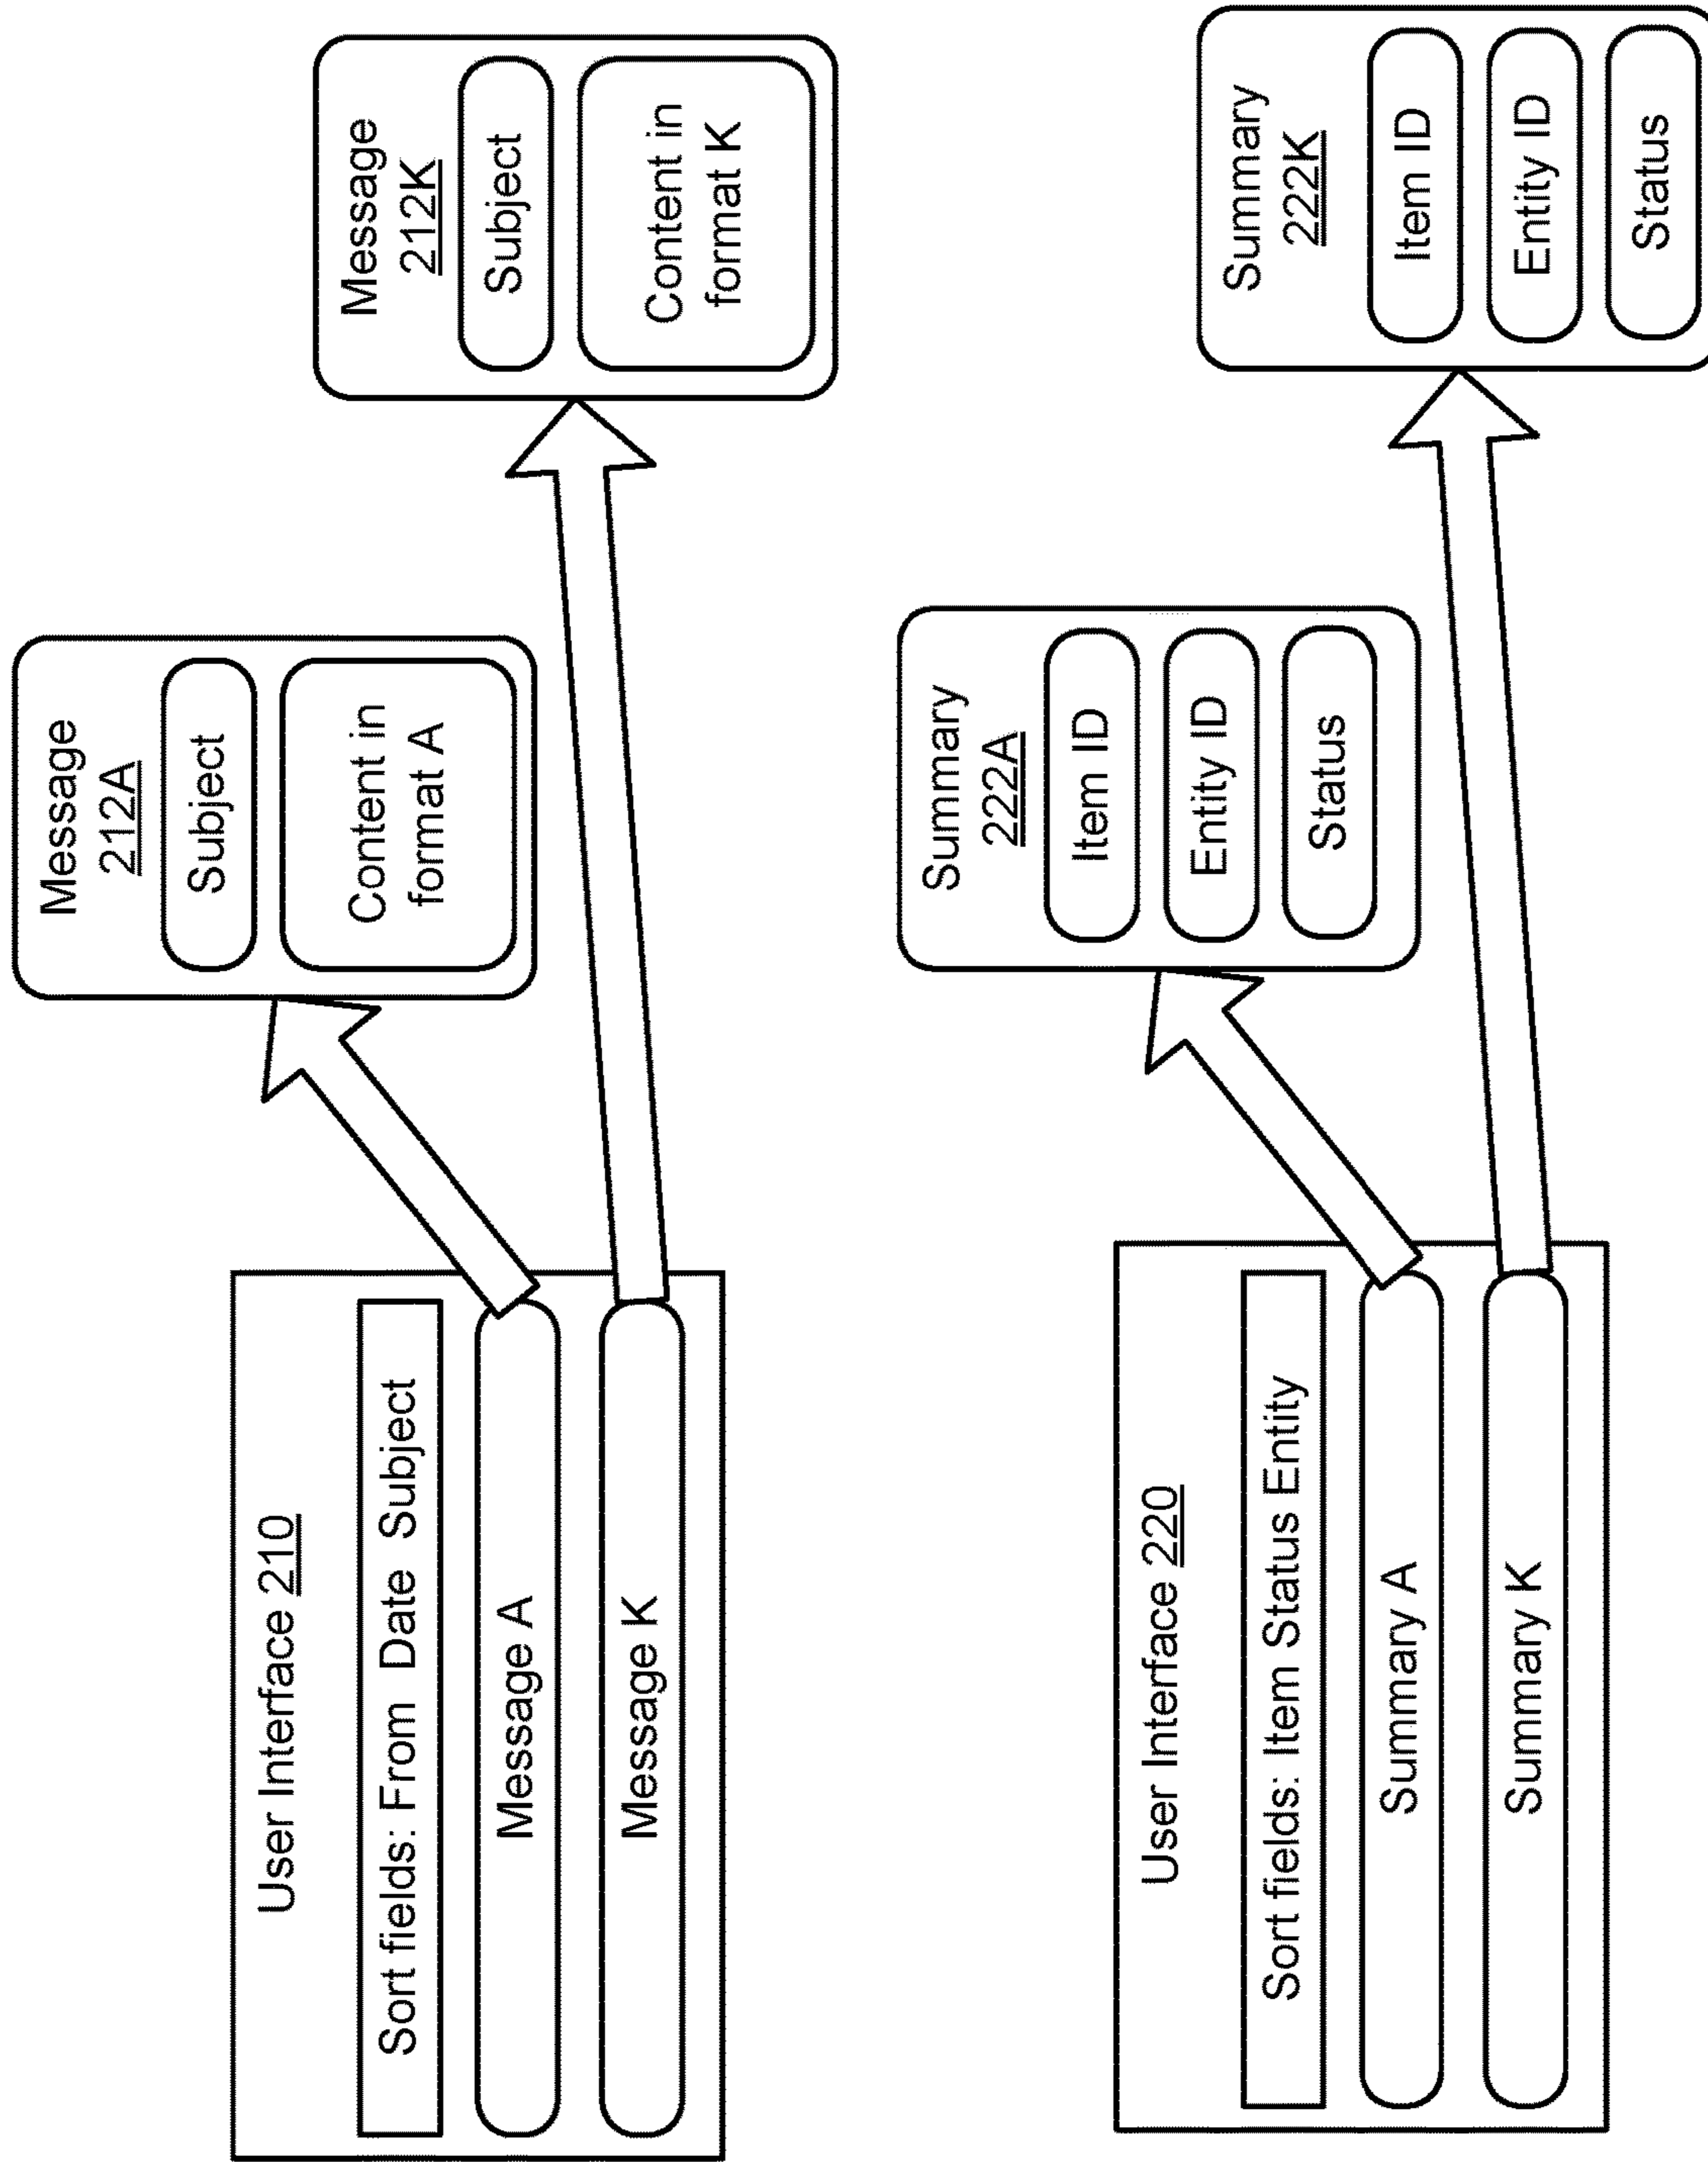 User Interface 210
Sort fields: From Date Subject
Message A
Message K
Message
212A
Subject
Content in
format A
Message
212K
Subject
Content in
format K
User Interface 220
Sort fields: Item Status Entity
Summary A
Summary K
Summary
222A
Item ID
Entity ID
Status
Summary
222K
Item ID
Entity ID
Status